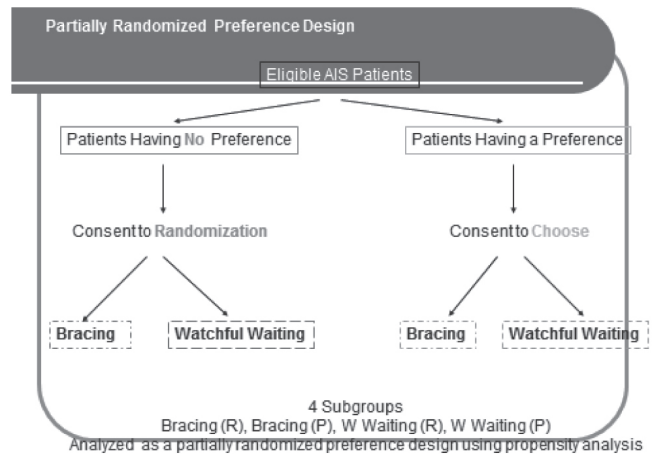 Partially Randomized Preference Design
Eligible AIS Patients
Patients Having No Preference
Patients Having a Preference
Consent to Randomization
Consent to Choose
Bracing
Watchful Waiting
Bracing
Watchful Waiting
4 Subgroups
Bracing (R), Bracing (P), W Waiting (R), W Waiting (P)
Analyzed as a partially randomized preference design using propensity analysis